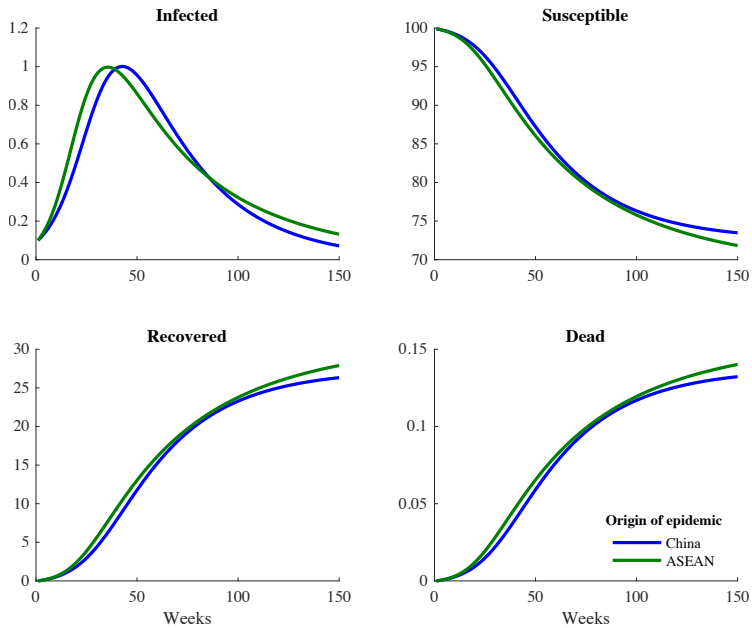 Infected
1.2
1
0.8
0.6
0.4
0.2
0
0 50 100 150
Susceptible
100
95
90
85
80
75
70
0 50 100 150
Recovered
30
25
20
15
10
5
0
0 50 100 150
Weeks
Dead
0.15
0.1
0.05
0
0 50 100 150
Weeks
Origin of epidemic
China
ASEAN